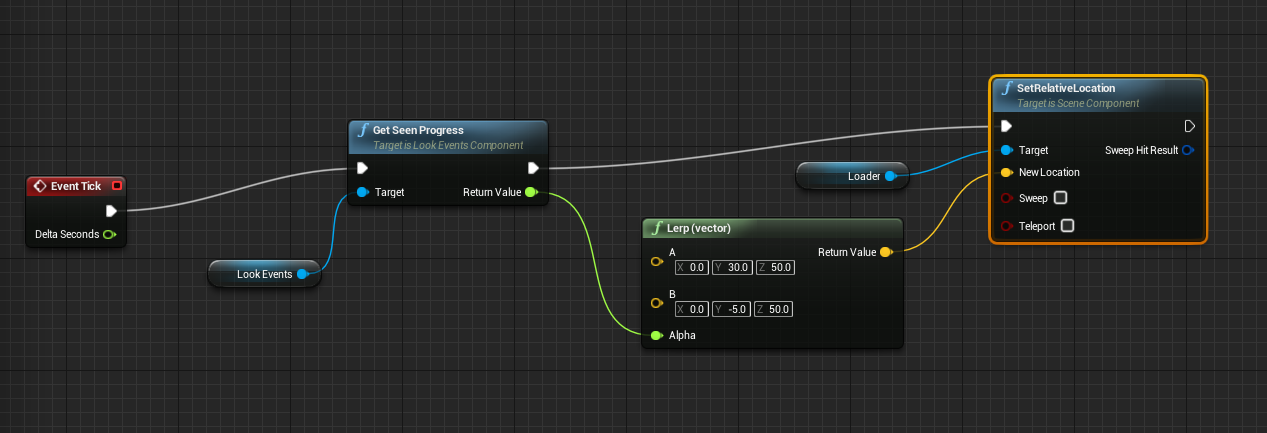 Event Tick
Delta Seconds
Look Events
f Get Seen Progress
Target is Look Events Component
Target
Return Value
f Lerp (vector)
A
X 0.0 Y 30.0 Z 50.0
B
X 0.0 Y -5.0 Z 50.0
Alpha
Return Value
Loader
f SetRelativeLocation
Target is Scene Component
Target
Sweep Hit Result
New Location
Sweep
Teleport